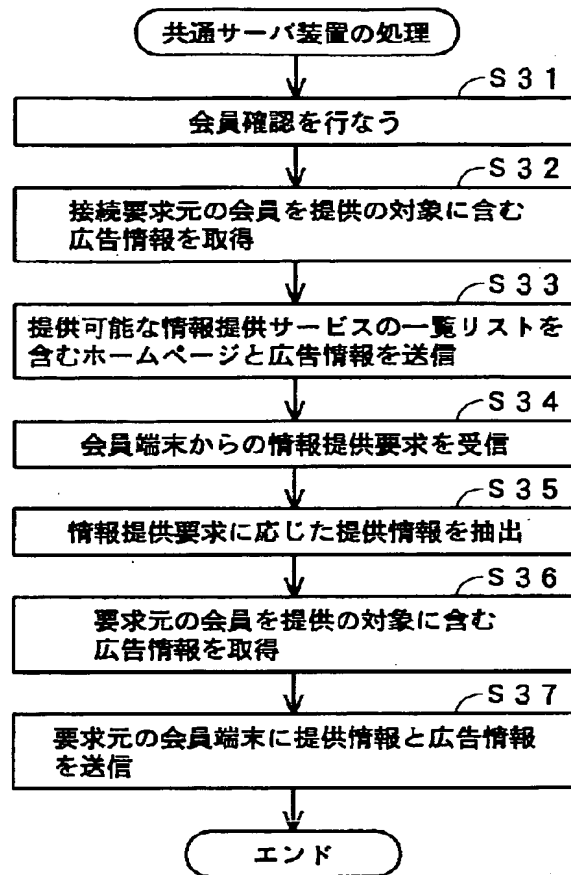 共通サーバ装置の処理
S31
会員確認を行なう
S32
接続要求元の会員を提供の対象に含む
広告情報を取得
S33
提供可能な情報提供サービスの一覧リストを
含むホームページと広告情報を送信
S34
会員端末からの情報提供要求を受信
S35
情報提供要求に応じた提供情報を抽出
S36
要求元の会員を提供の対象に含む
広告情報を取得
S37
要求元の会員端末に提供情報と広告情報
を送信
エンド